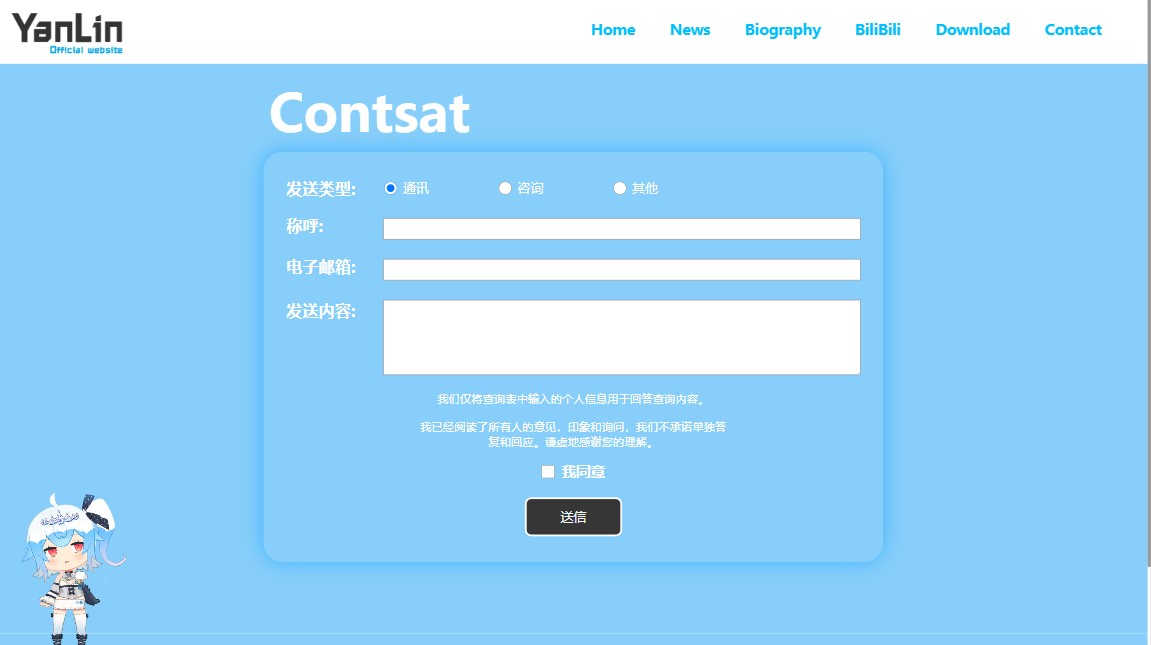 YanLin
Official website
Home News Biography BiliBili Download Contact
Contsat
发送类型: 通讯 咨询 其他
称呼:
电子邮箱:
发送内容:
我们仅将查询表中输入的个人信息用于回答查询内容。
我已经阅读了所有人的意见，印象和询问，我们不承诺单独答
复和回应。谦虚地感谢您的理解。
我同意
送信